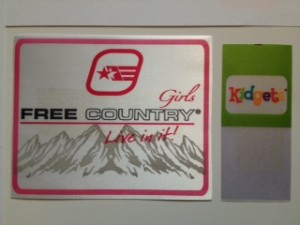 Girls
FREE COUNTRY®
Live in it!
Kidgets